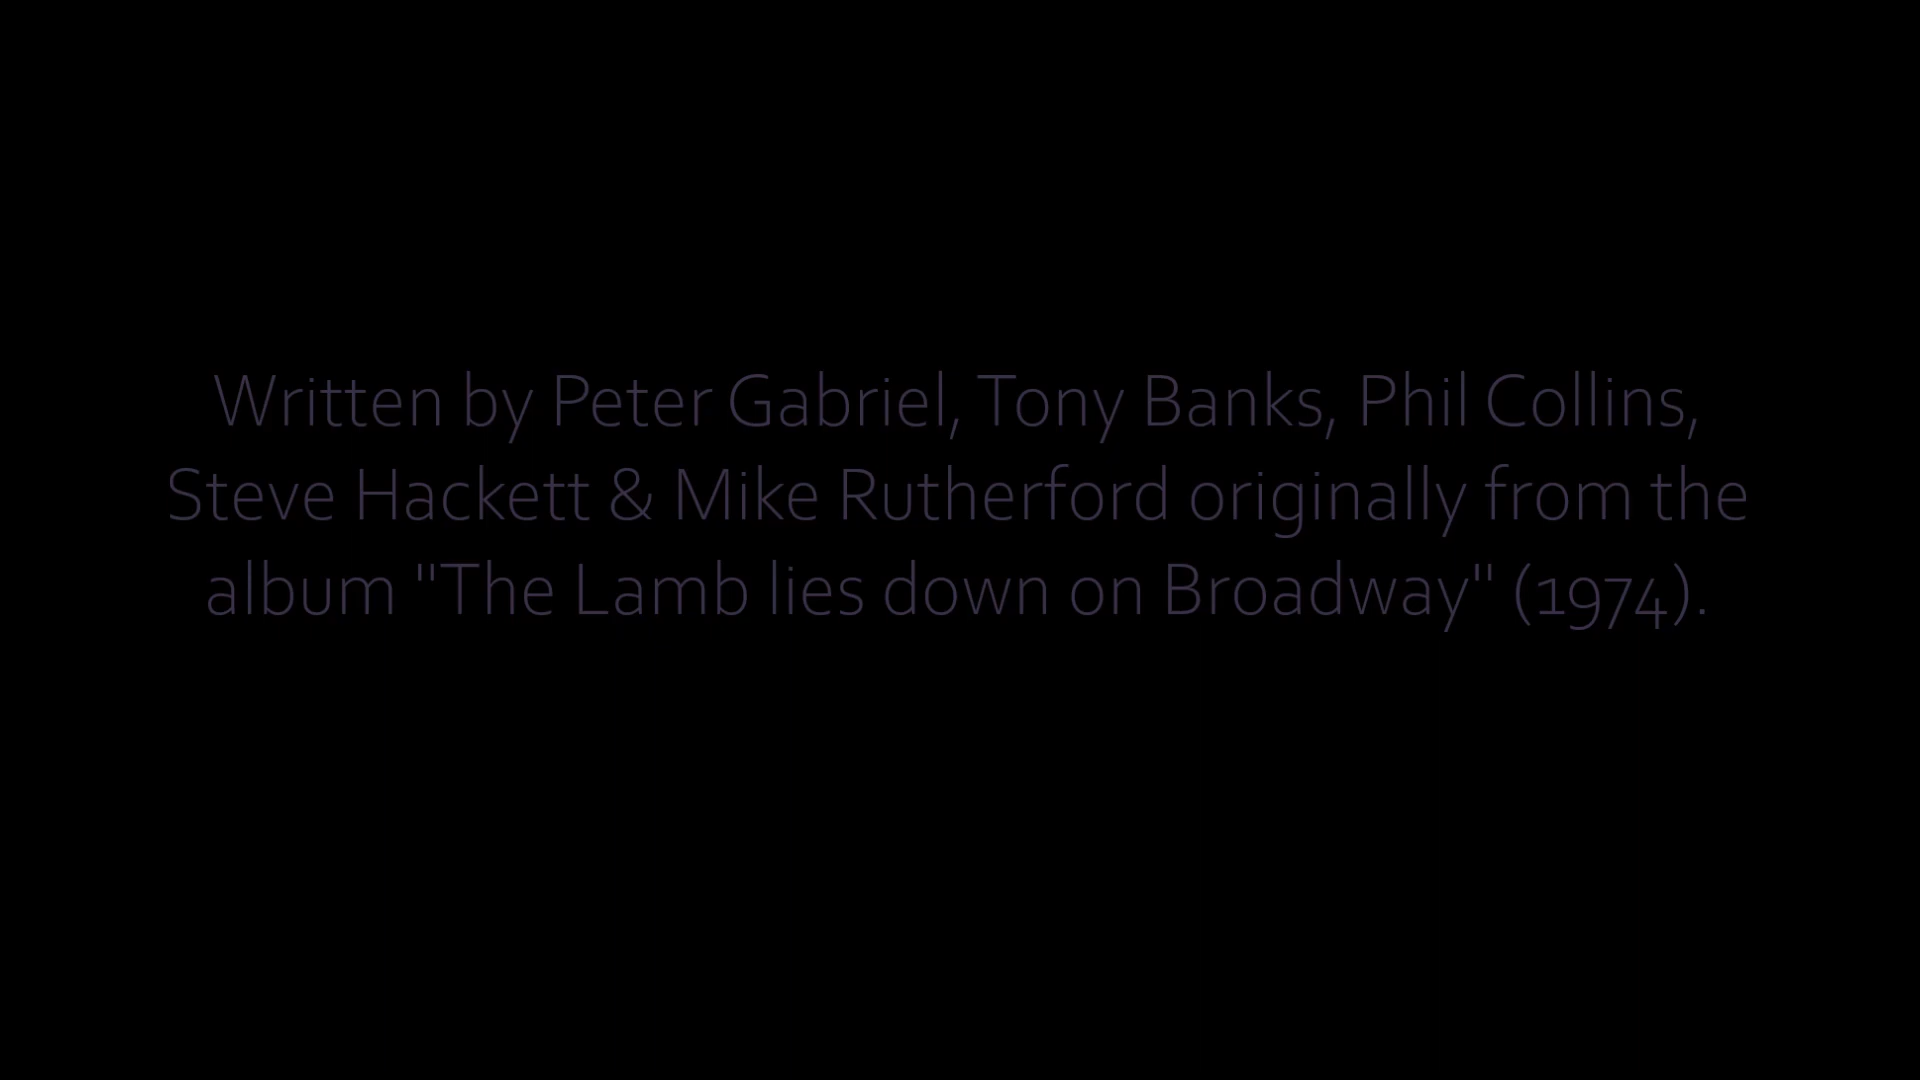 Written by Peter Gabriel, Tony Banks, Phil Collins,
Steve Hackett & Mike Rutherford originally from the
album "The Lamb lies down on Broadway" (1974).